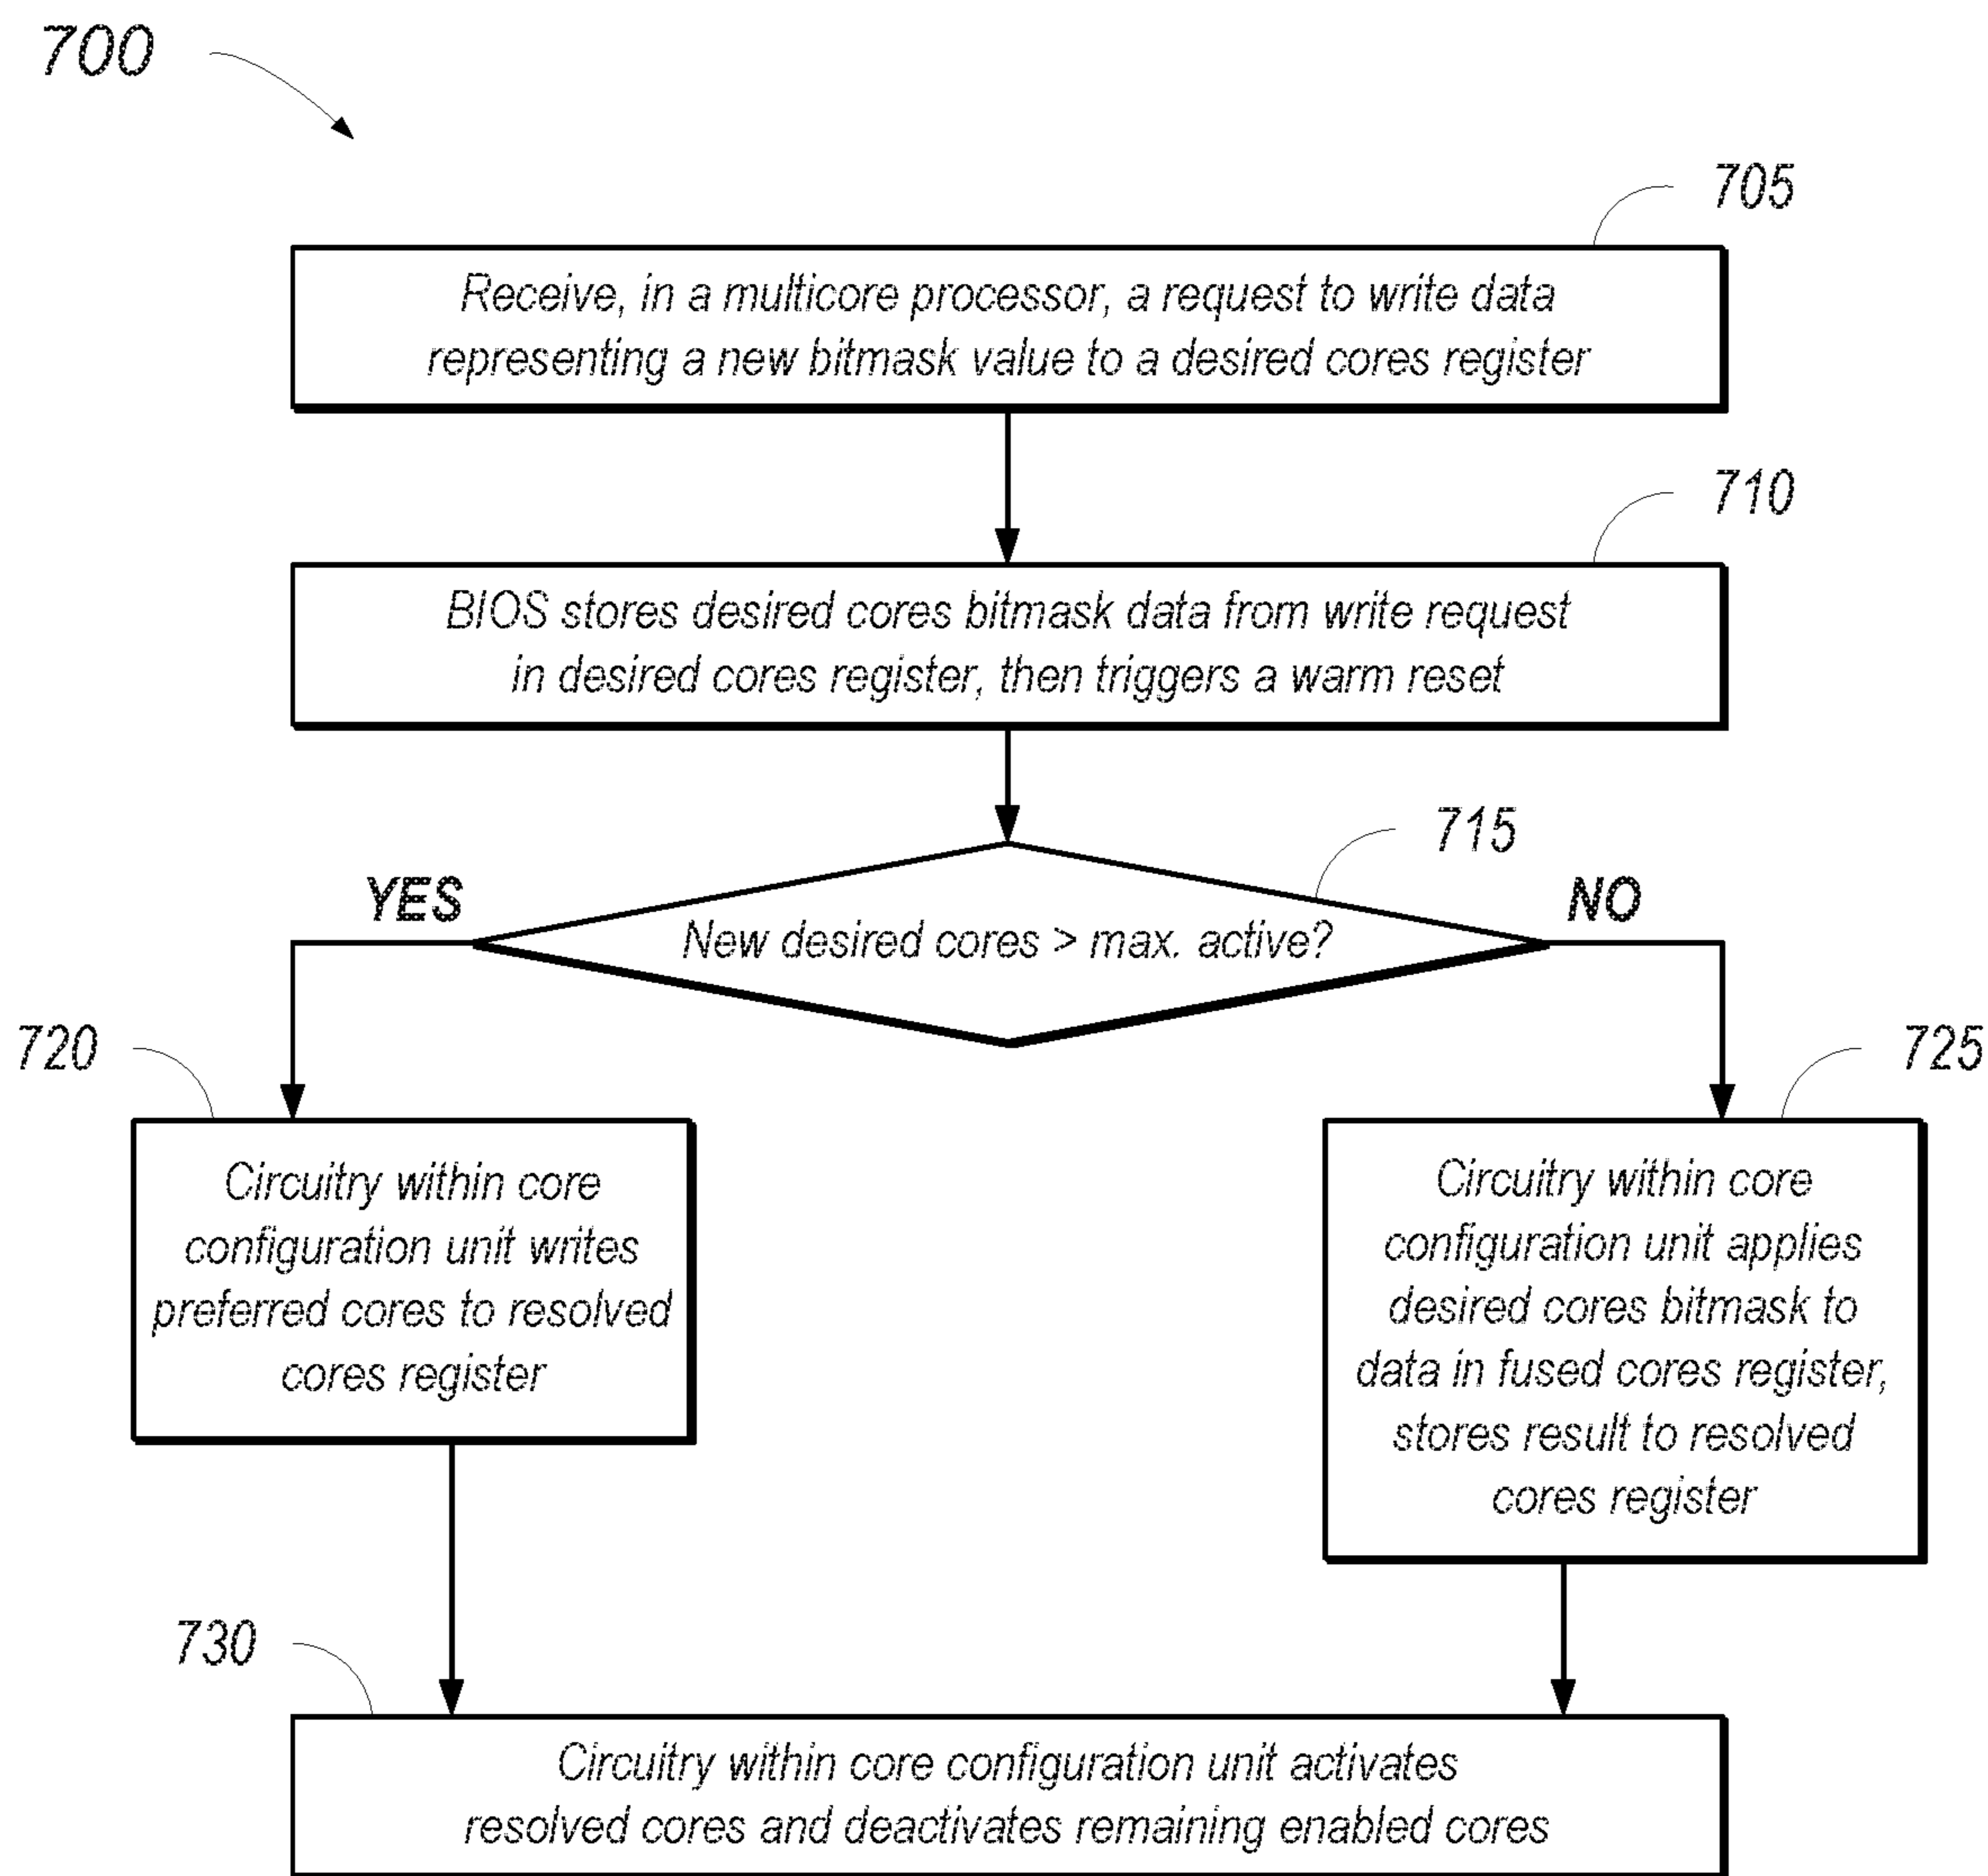 700
705
Receive, in a multicore processor, a request to write data
representing a new bitmask value to a desired cores register
710
BIOS stores desired cores bitmask data from write request
in desired cores register, then triggers a warm reset
715
YES
NO
New desired cores > max. active?
720
725
Circuitry within core
configuration unit writes
preferred cores to resolved
cores register
Circuitry within core
configuration unit applies
desired cores bitmask to
data in fused cores register,
stores result to resolved
cores register
730
Circuitry within core configuration unit activates
resolved cores and deactivates remaining enabled cores